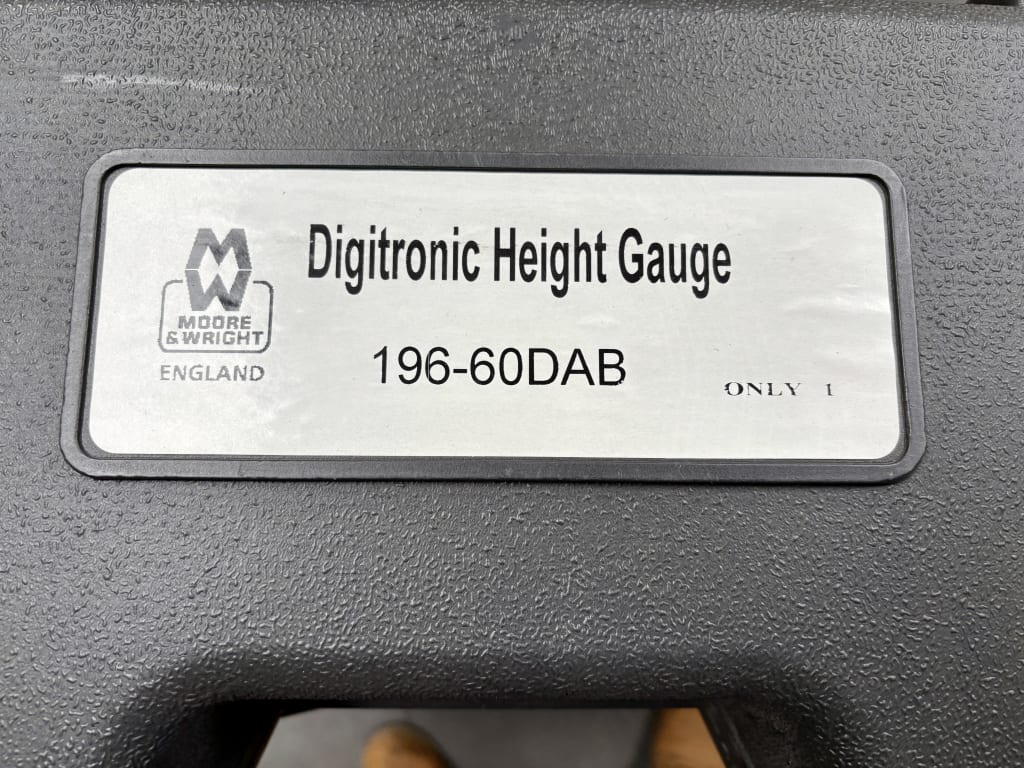 Digitronic Height Gauge
MW
MOORE
& WRIGHT
ENGLAND
196-60DAB
ONLY 1